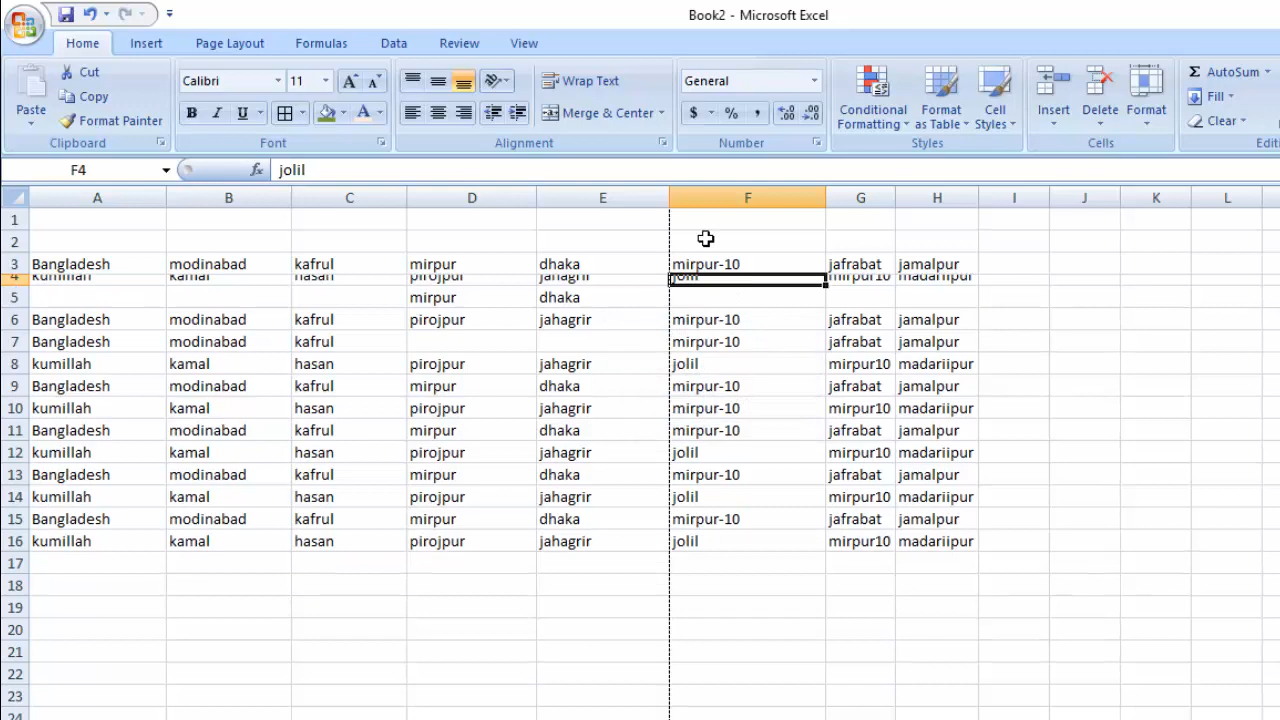 Book2 - Microsoft Excel
Home Insert Page Layout Formulas Data Review View
Cut
Copy
Format Painter
Paste
Clipboard
Calibri 11
B I U
Font
Wrap Text
Merge & Center
Alignment
General
$ % ,
Number
Conditional Formatting
Format as Table
Cell Styles
Styles
Insert Delete Format
Cells
Σ AutoSum
Fill
Clear
Editi
F4 fx jolil
A B C D E F G H I J K L
1
2
3 Bangladesh modinabad kafrul mirpur dhaka mirpur-10 jafrabat jamalpur
4 kumillah kamal hasan pirojpur jahagrir jolil mirpur10 madariipur
5 mirpur dhaka
6 Bangladesh modinabad kafrul pirojpur jahagrir mirpur-10 jafrabat jamalpur
7 Bangladesh modinabad kafrul mirpur-10 jafrabat jamalpur
8 kumillah kamal hasan pirojpur jahagrir jolil mirpur10 madariipur
9 Bangladesh modinabad kafrul mirpur dhaka mirpur-10 jafrabat jamalpur
10 kumillah kamal hasan pirojpur jahagrir mirpur-10 mirpur10 madariipur
11 Bangladesh modinabad kafrul mirpur dhaka mirpur-10 jafrabat jamalpur
12 kumillah kamal hasan pirojpur jahagrir jolil mirpur10 madariipur
13 Bangladesh modinabad kafrul mirpur dhaka mirpur-10 jafrabat jamalpur
14 kumillah kamal hasan pirojpur jahagrir jolil mirpur10 madariipur
15 Bangladesh modinabad kafrul mirpur dhaka mirpur-10 jafrabat jamalpur
16 kumillah kamal hasan pirojpur jahagrir jolil mirpur10 madariipur
17
18
19
20
21
22
23
24